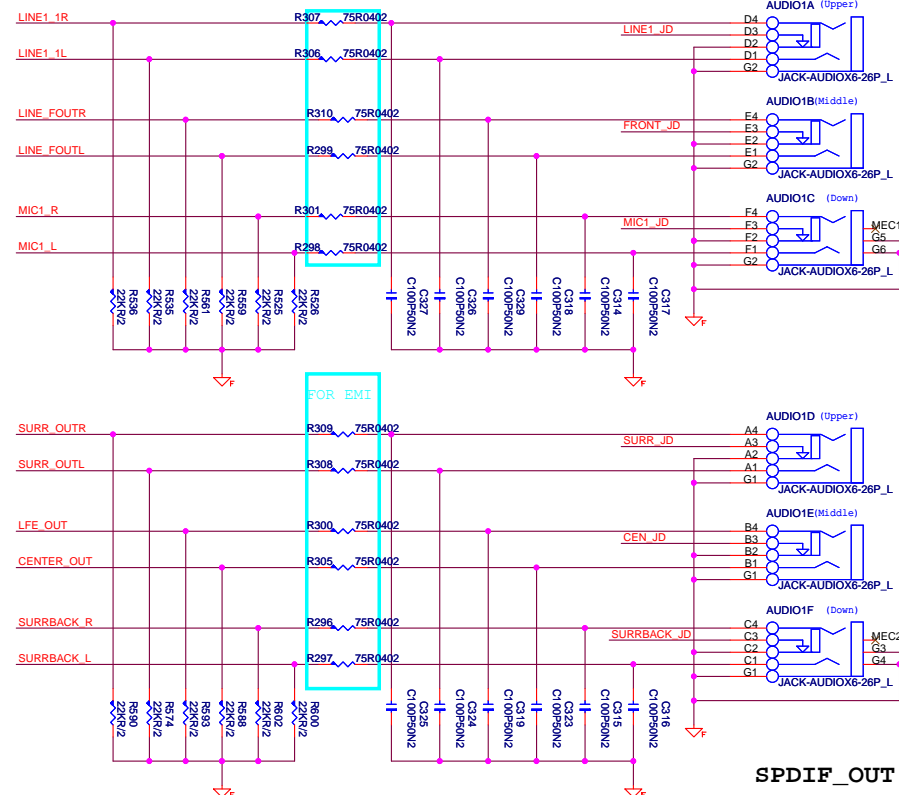 AUDIO1A (Upper)
LINE1_1R
R307 75R0402
D4
LINE1_JD
D3
D2
LINE1_1L
R306 75R0402
D1
G2
JACK-AUDIOX6-26P_L
AUDIO1B(Middle)
LINE_FOUTR
R310 75R0402
E4
FRONT_JD
E3
E2
LINE_FOUTL
R299 75R0402
E1
G2
JACK-AUDIOX6-26P_L
AUDIO1C (Down)
MIC1_R
R301 75R0402
F4
MIC1_JD
F3
MEC1
F2
G5
MIC1_L
R298 75R0402
F1
G6
G2
JACK-AUDIOX6-26P_L
R536
22KR/2
R535
22KR/2
R561
22KR/2
R559
22KR/2
R525
22KR/2
R526
22KR/2
C327
C100P50N2
C326
C100P50N2
C329
C100P50N2
C318
C100P50N2
C314
C100P50N2
C317
C100P50N2
F
F
F
FOR EMI
AUDIO1D (Upper)
SURR_OUTR
R309 75R0402
A4
SURR_JD
A3
A2
SURR_OUTL
R308 75R0402
A1
G1
JACK-AUDIOX6-26P_L
AUDIO1E(Middle)
LFE_OUT
R300 75R0402
B4
CEN_JD
B3
B2
CENTER_OUT
R305 75R0402
B1
G1
JACK-AUDIOX6-26P_L
AUDIO1F (Down)
SURRBACK_R
R296 75R0402
C4
SURRBACK_JD
C3
MEC2
C2
G3
SURRBACK_L
R297 75R0402
C1
G4
G1
JACK-AUDIOX6-26P_L
R590
22KR/2
R574
22KR/2
R593
22KR/2
R588
22KR/2
R602
22KR/2
R600
22KR/2
C325
C100P50N2
C324
C100P50N2
C319
C100P50N2
C323
C100P50N2
C315
C100P50N2
C316
C100P50N2
F
F
F
SPDIF_OUT